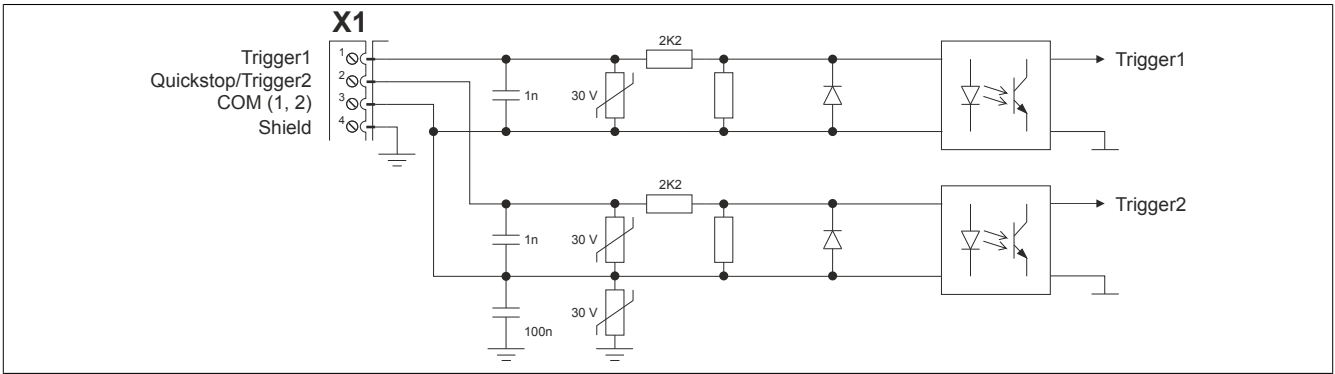 X1
Trigger1
Quickstop/Trigger2
COM (1, 2)
Shield
1
2
3
4
1n
30 V
2K2
Trigger1
1n
30 V
2K2
Trigger2
100n
30 V